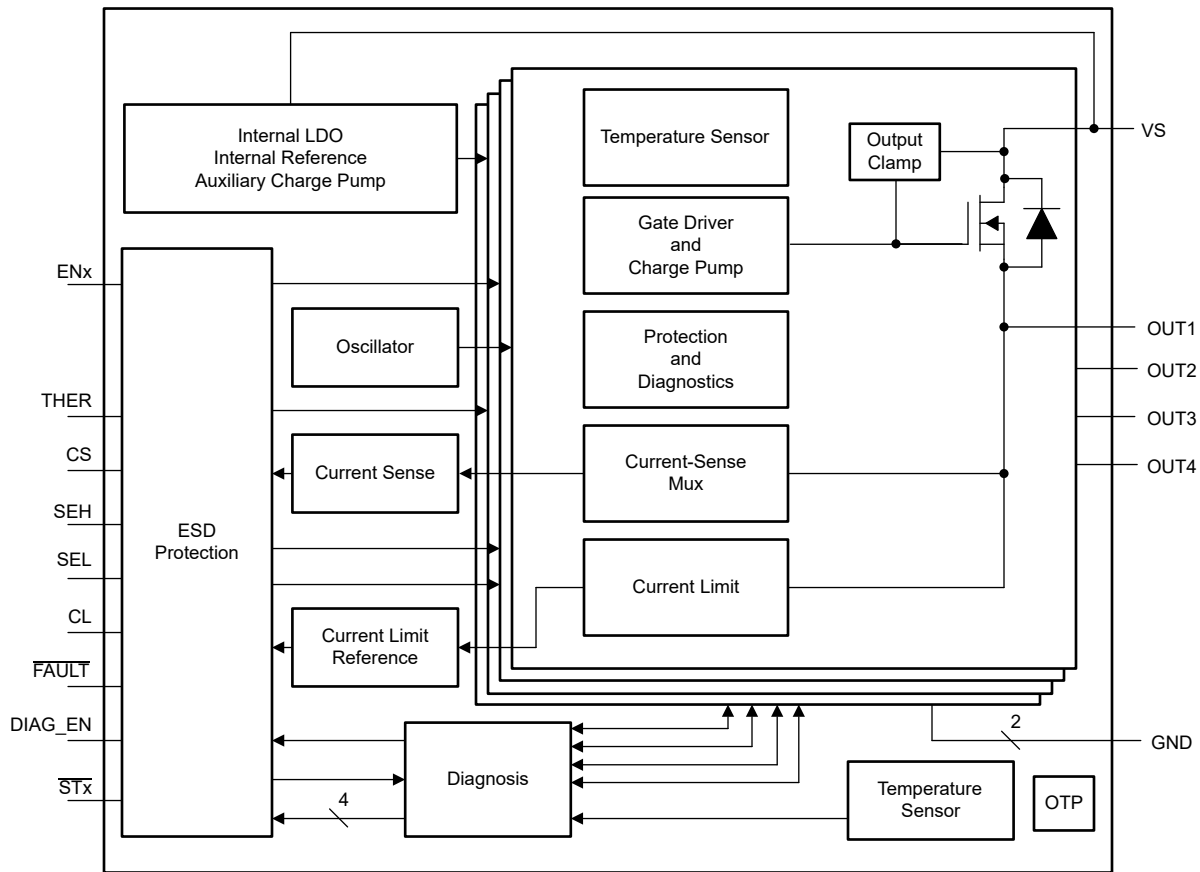 Internal LDO
Internal Reference
Auxiliary Charge Pump
Temperature Sensor
Output
Clamp
VS
Gate Driver
and
Charge Pump
ENx
Oscillator
Protection
and
Diagnostics
OUT1
OUT2
OUT3
OUT4
THER
CS
SEH
SEL
CL
FAULT
DIAG_EN
STx
ESD
Protection
Current Sense
Current-Sense
Mux
Current Limit
Current Limit
Reference
Diagnosis
4
2
GND
Temperature
Sensor
OTP